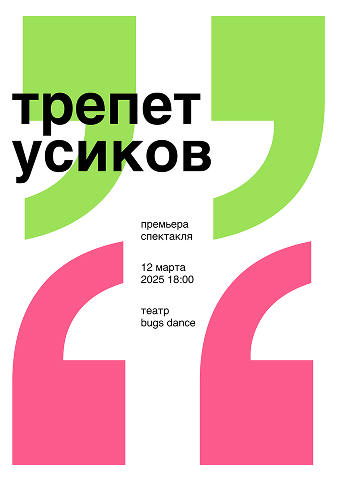 трепет
усиков
премьера
спектакля
12 марта
2025 18:00
театр
bugs dance